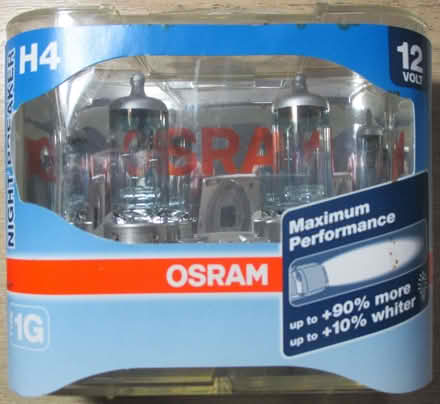 H4
12
VOLT
NIGHT BREAKER
OSRAM
Maximum
Performance
OSRAM
up to +90% more
up to +10% whiter
1G